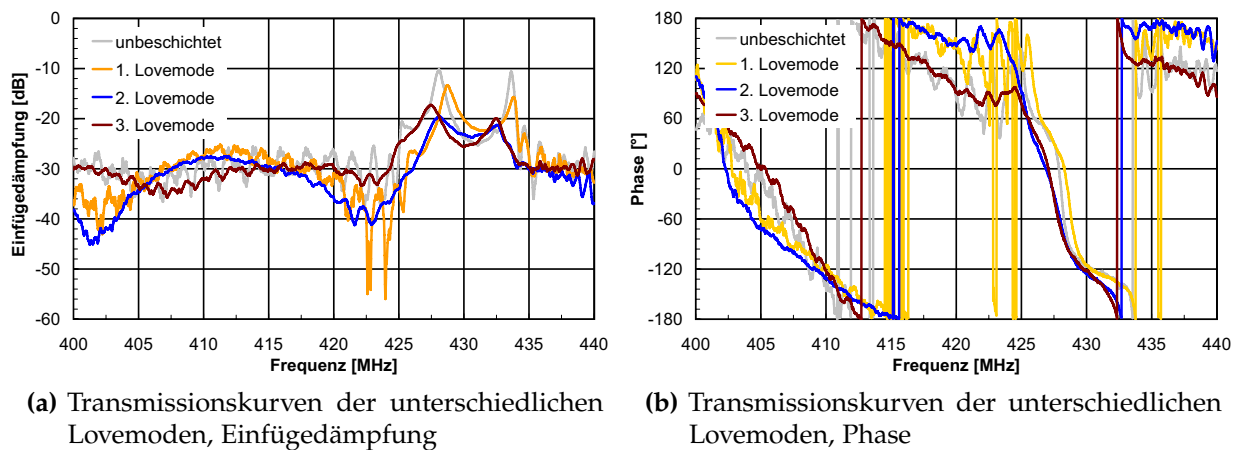 0
-10
-20
-30
-40
-50
-60
Einfügedämpfung [dB]
unbeschichtet
1. Lovemode
2. Lovemode
3. Lovemode
400 405 410 415 420 425 430 435 440
Frequenz [MHz]
180
120
60
0
-60
-120
-180
Phase [°]
unbeschichtet
1. Lovemode
2. Lovemode
3. Lovemode
400 405 410 415 420 425 430 435 440
Frequenz [MHz]
(a) Transmissionskurven der unterschiedlichen
Lovemoden, Einfügedämpfung
(b) Transmissionskurven der unterschiedlichen
Lovemoden, Phase